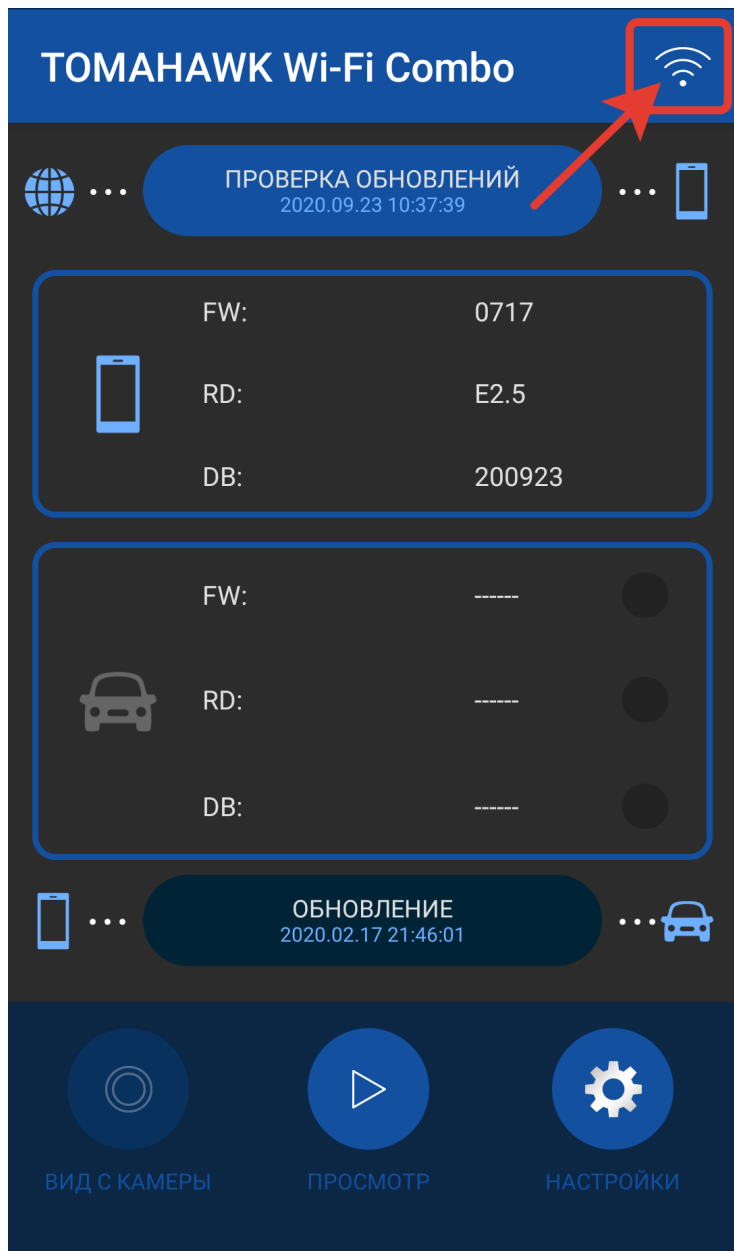 TOMAHAWK Wi-Fi Combo
ПРОВЕРКА ОБНОВЛЕНИЙ
2020.09.23 10:37:39
FW: 0717
RD: E2.5
DB: 200923
FW: ------
RD: ------
DB: ------
ОБНОВЛЕНИЕ
2020.02.17 21:46:01
ВИД С КАМЕРЫ ПРОСМОТР НАСТРОЙКИ